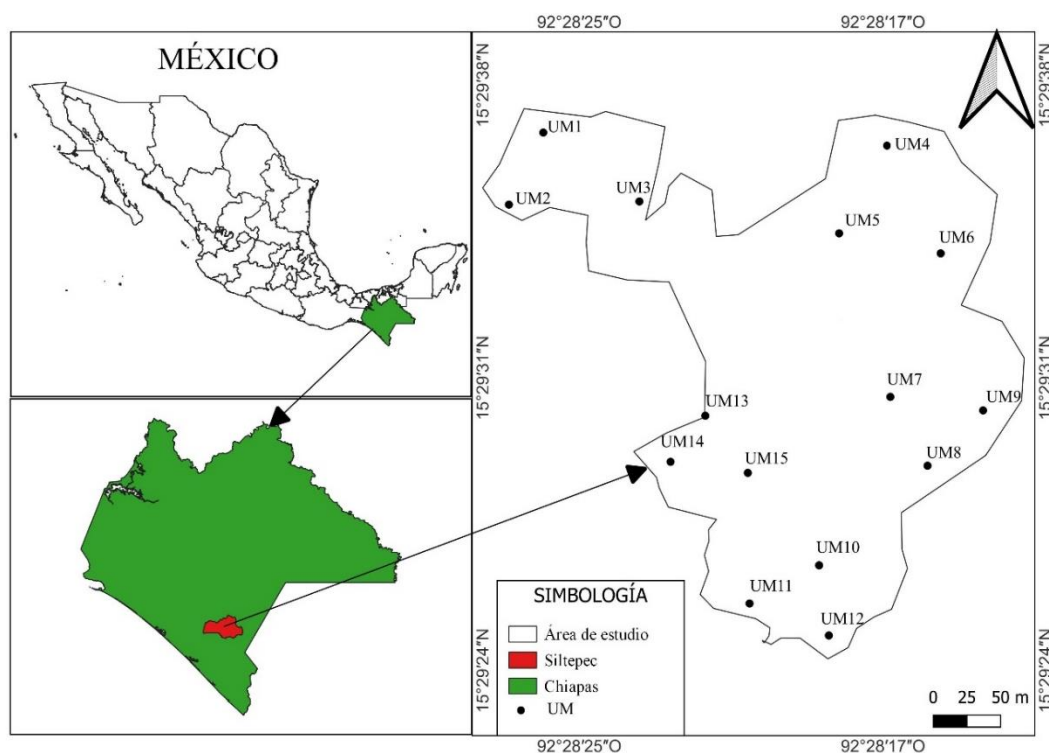 MÉXICO
92°28'25"O
92°28'17"O
15°29'38"N
15°29'31"N
15°29'24"N
15°29'38"N
15°29'31"N
15°29'24"N
UM1
UM4
UM2
UM3
UM5
UM6
UM7
UM9
UM13
UM14
UM15
UM8
UM10
UM11
UM12
SIMBOLOGÍA
Área de estudio
Siltepec
Chiapas
UM
0 25 50 m
92°28'25"O
92°28'17"O